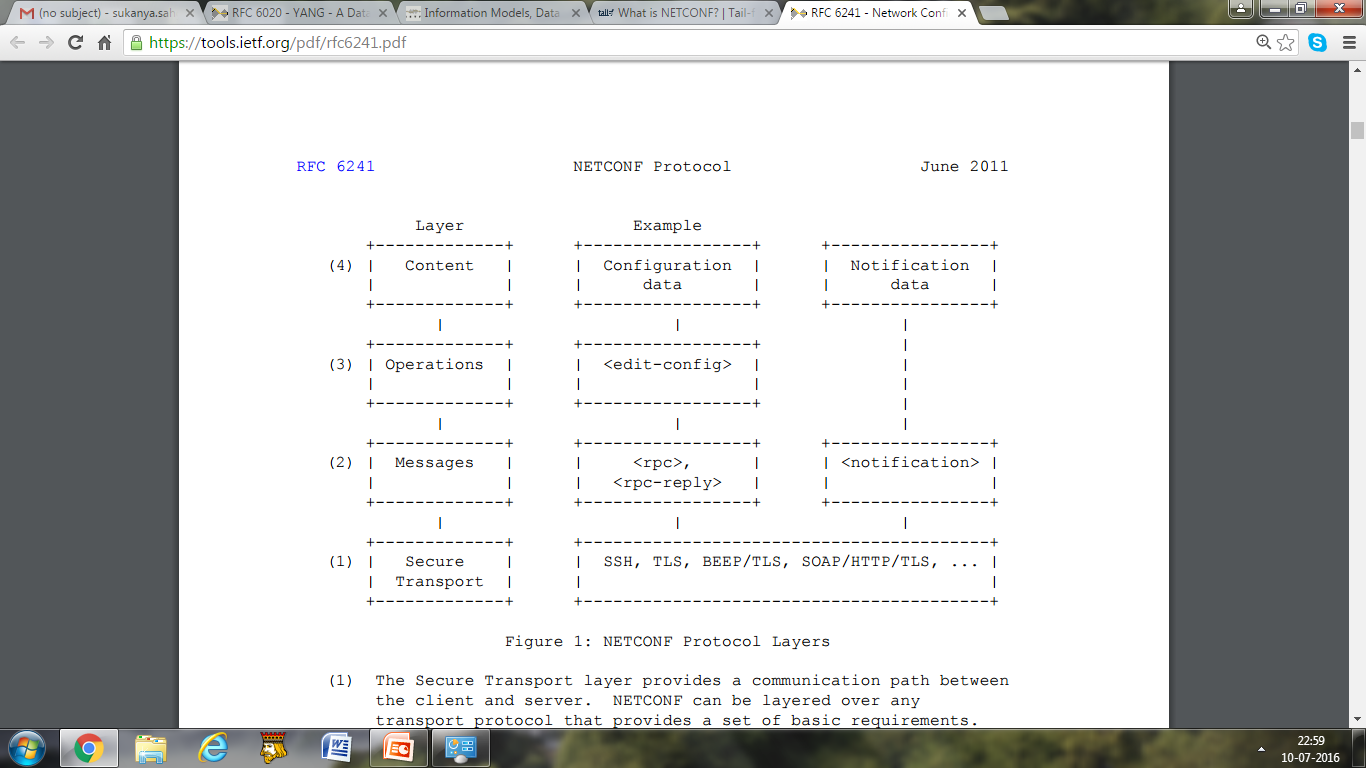 (no subject) - sukanya.sah
RFC 6020 - YANG - A Data
Information Models, Data
tail-f What is NETCONF? | Tail-f
RFC 6241 - Network Conf
https://tools.ietf.org/pdf/rfc6241.pdf
RFC 6241 NETCONF Protocol June 2011
Layer Example
+-------------+ +-----------------+ +----------------+
(4) | Content | | Configuration | | Notification |
| | | data | | data |
+-------------+ +-----------------+ +----------------+
| | |
+-------------+ +-----------------+ |
(3) | Operations | | <edit-config> | |
| | | | |
+-------------+ +-----------------+ |
| | |
+-------------+ +-----------------+ +----------------+
(2) | Messages | | <rpc>, | | <notification> |
| | | <rpc-reply> | | |
+-------------+ +-----------------+ +----------------+
| | |
+-------------+ +-----------------------------------------+
(1) | Secure | | SSH, TLS, BEEP/TLS, SOAP/HTTP/TLS, ... |
| Transport | | |
+-------------+ +-----------------------------------------+
Figure 1: NETCONF Protocol Layers
(1) The Secure Transport layer provides a communication path between
the client and server. NETCONF can be layered over any
transport protocol that provides a set of basic requirements.
22:59
10-07-2016